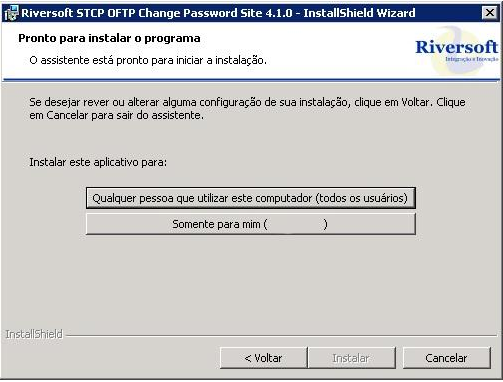 Riversoft STCP OFTP Change Password Site 4.1.0 - InstallShield Wizard
Pronto para instalar o programa
O assistente está pronto para iniciar a instalação.
Riversoft
Integração e Inovação
Se desejar rever ou alterar alguma configuração de sua instalação, clique em Voltar. Clique
em Cancelar para sair do assistente.
Instalar este aplicativo para:
Qualquer pessoa que utilizar este computador (todos os usuários)
Somente para mim ( )
InstallShield
< Voltar
Instalar
Cancelar